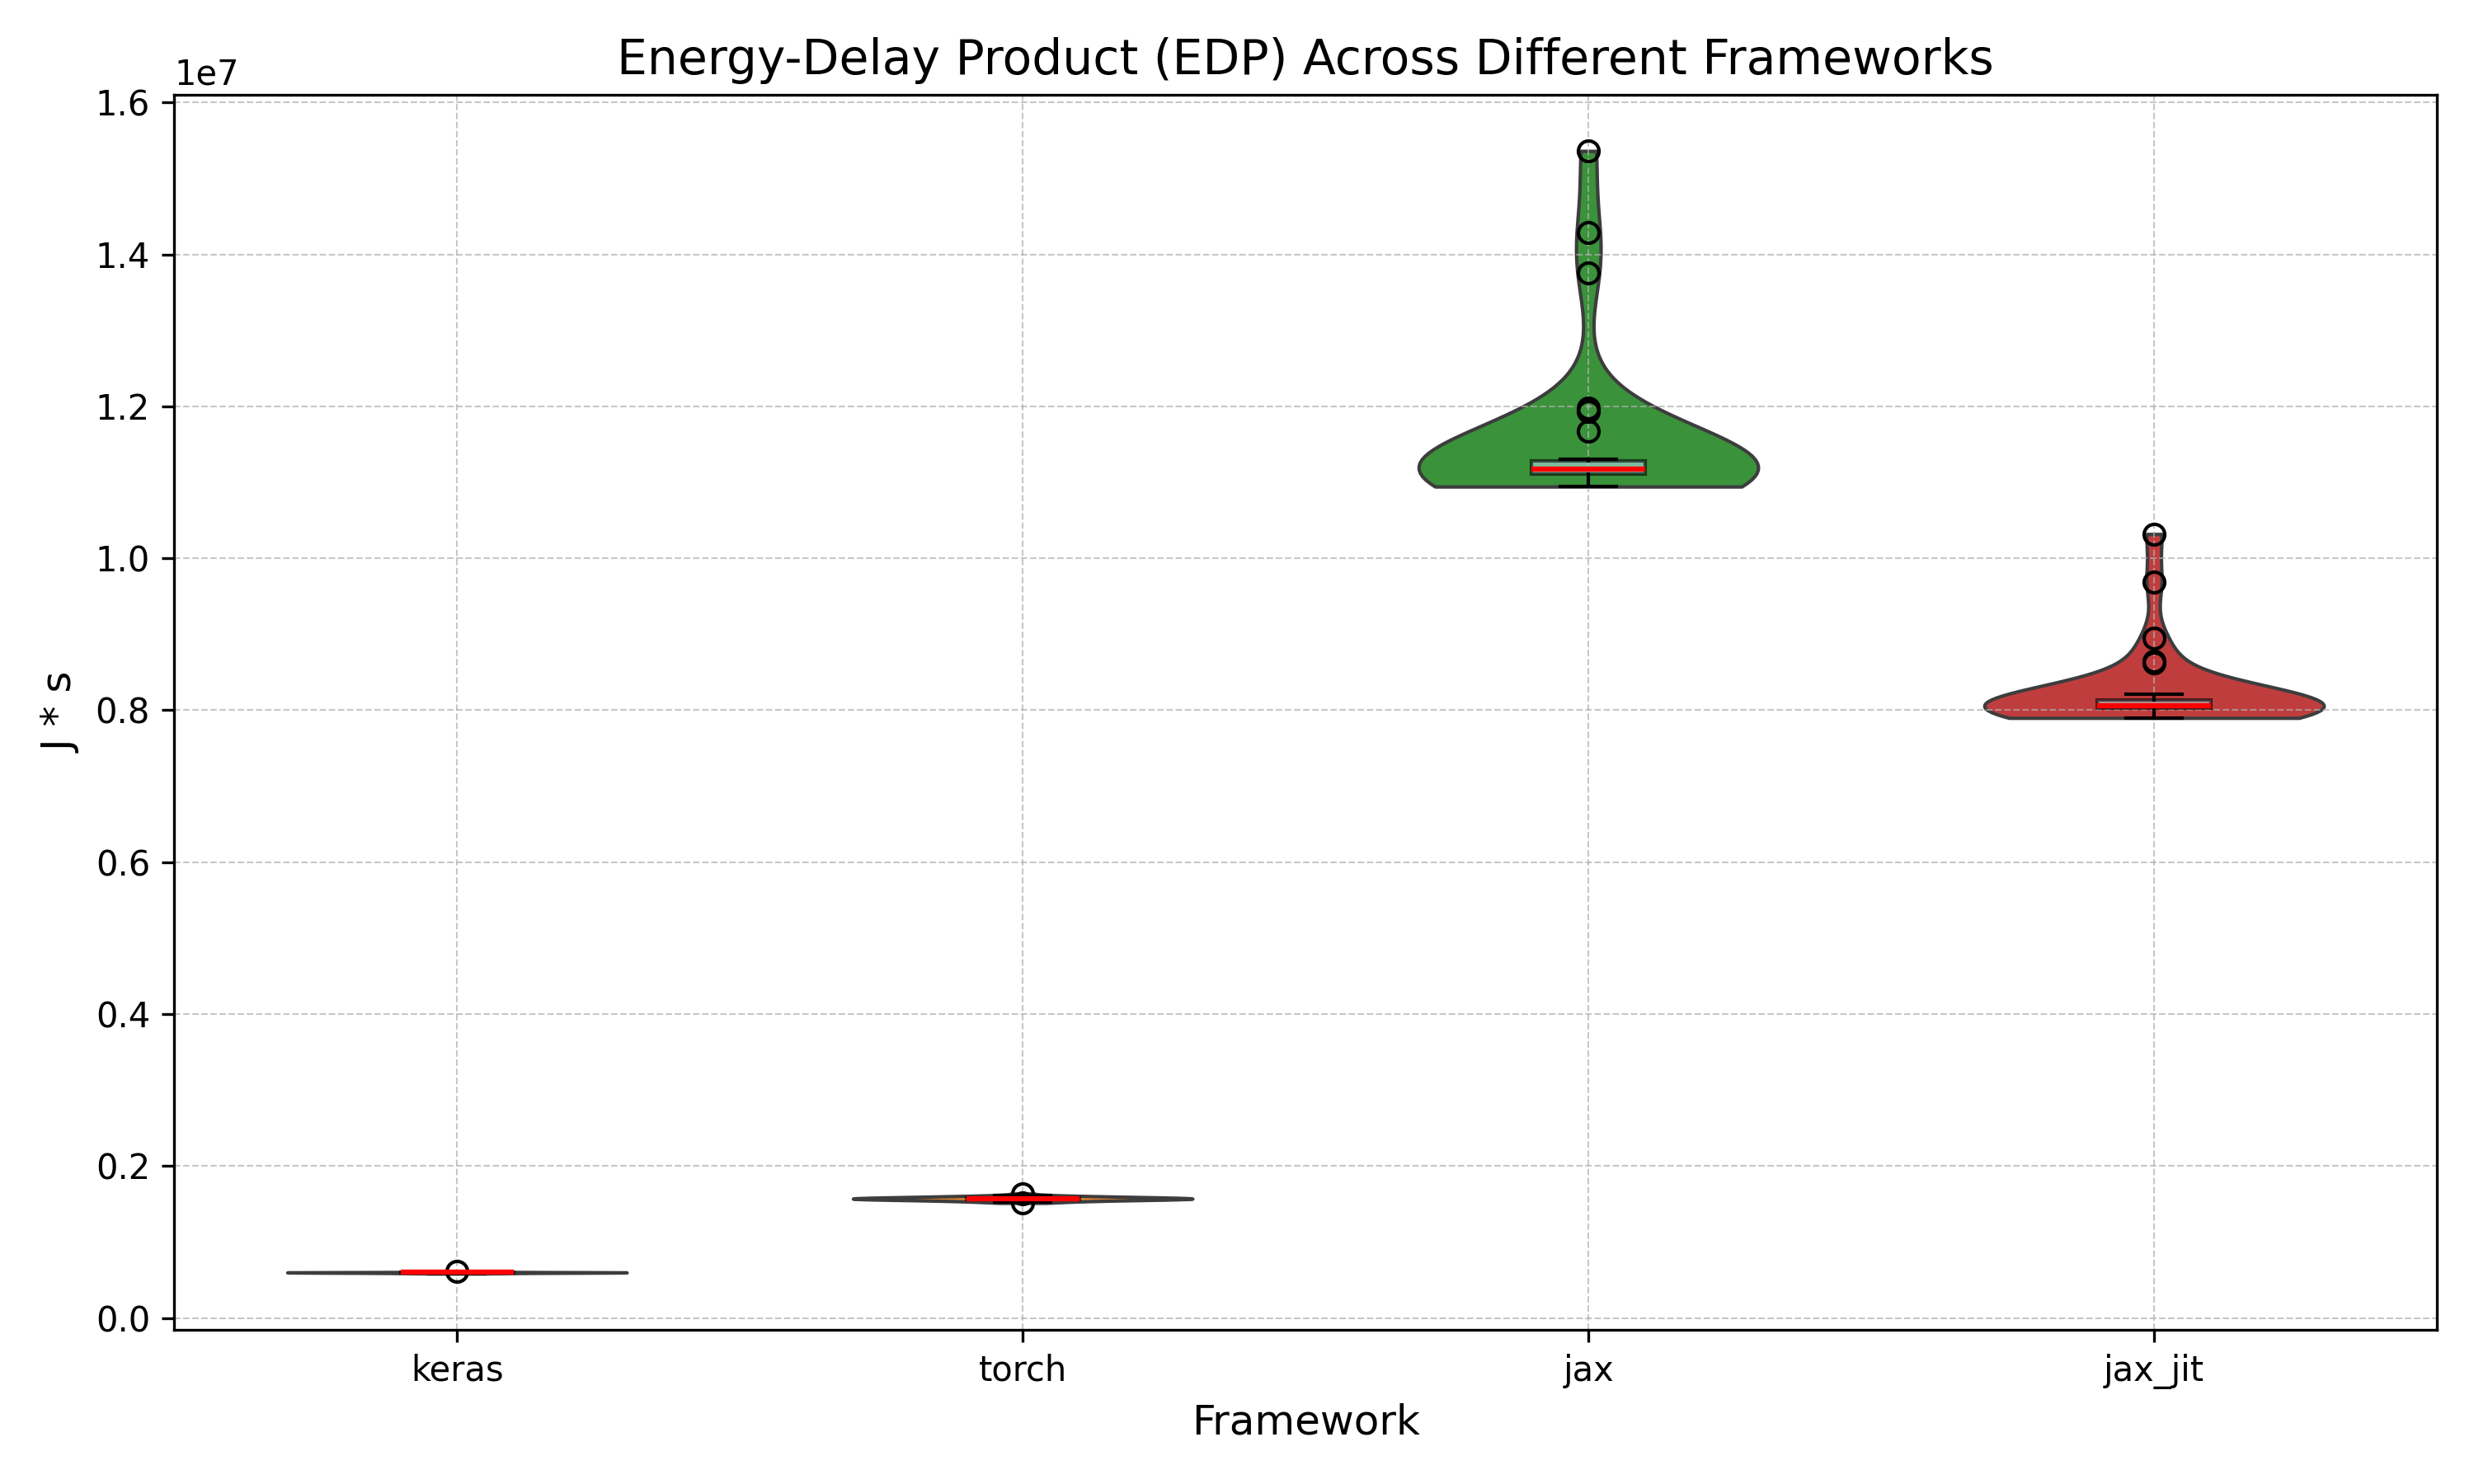 Energy-Delay Product (EDP) Across Different Frameworks
1e7
1.6
1.4
1.2
1.0
0.8
0.6
0.4
0.2
0.0
J * s
keras torch jax jax_jit
Framework